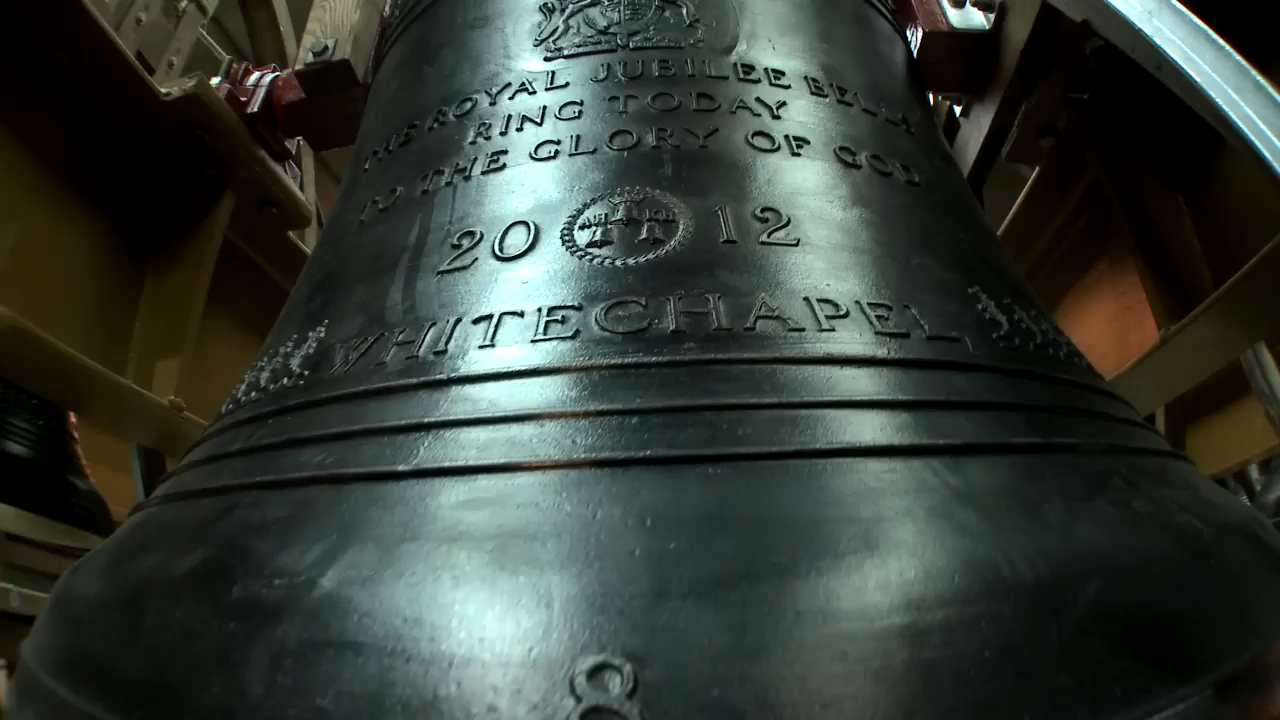 THE ROYAL JUBILEE BELLS
RING TODAY
TO THE GLORY OF GOD
20 12
WHITECHAPEL
8